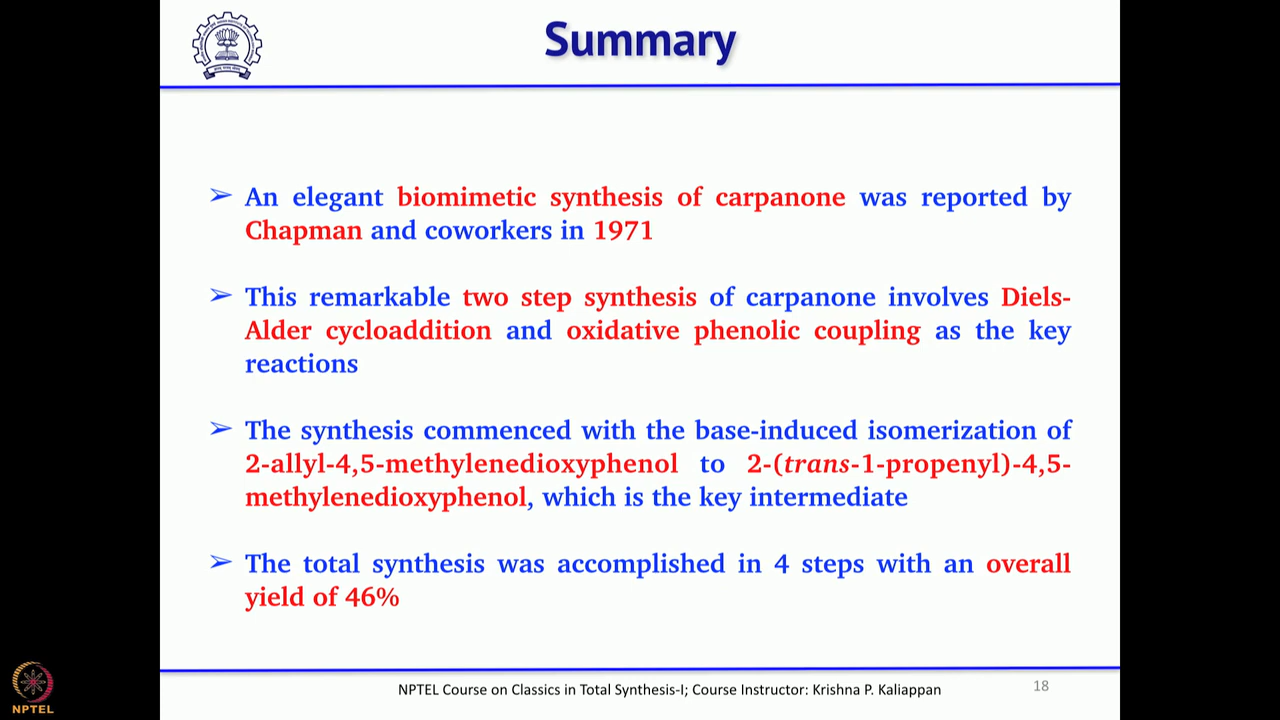 Summary
➢ An elegant biomimetic synthesis of carpanone was reported by
Chapman and coworkers in 1971
➢ This remarkable two step synthesis of carpanone involves Diels-
Alder cycloaddition and oxidative phenolic coupling as the key
reactions
➢ The synthesis commenced with the base-induced isomerization of
2-allyl-4,5-methylenedioxyphenol to 2-(trans-1-propenyl)-4,5-
methylenedioxyphenol, which is the key intermediate
➢ The total synthesis was accomplished in 4 steps with an overall
yield of 46%
NPTEL Course on Classics in Total Synthesis-I; Course Instructor: Krishna P. Kaliappan
18
NPTEL